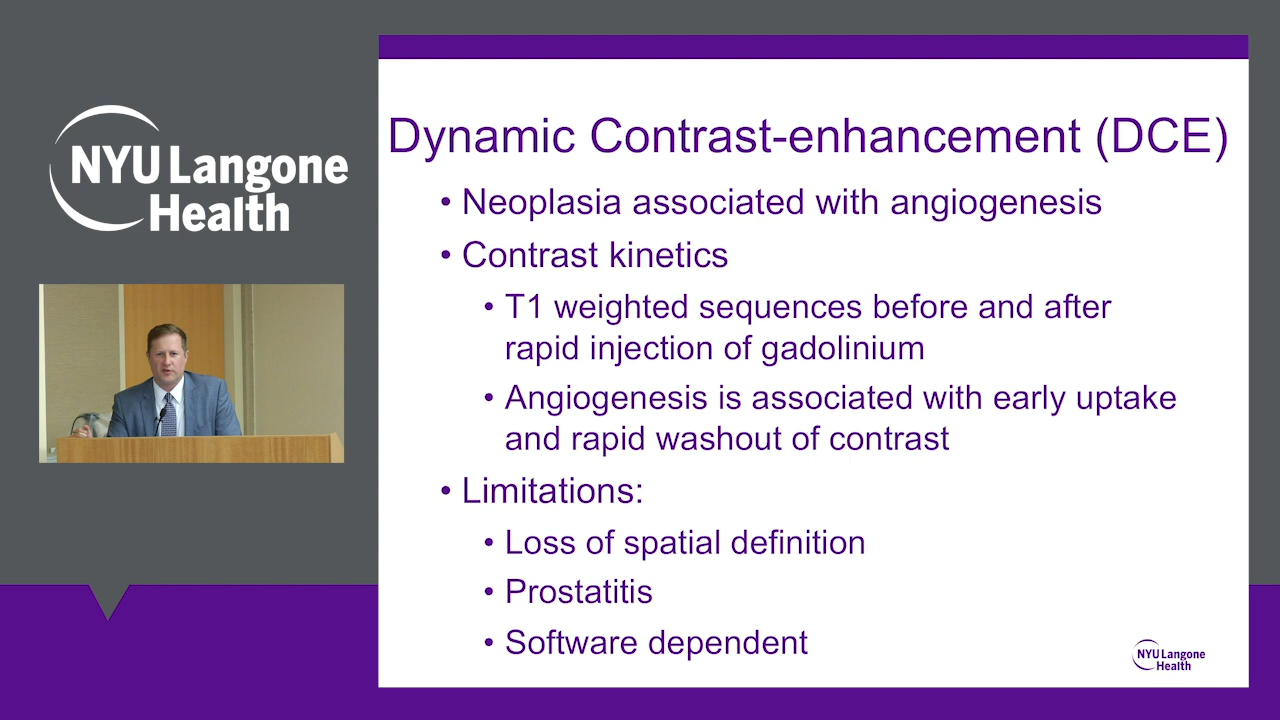 NYU Langone
Health
Dynamic Contrast-enhancement (DCE)
• Neoplasia associated with angiogenesis
• Contrast kinetics
• T1 weighted sequences before and after
rapid injection of gadolinium
• Angiogenesis is associated with early uptake
and rapid washout of contrast
• Limitations:
• Loss of spatial definition
• Prostatitis
• Software dependent
NYU Langone
Health